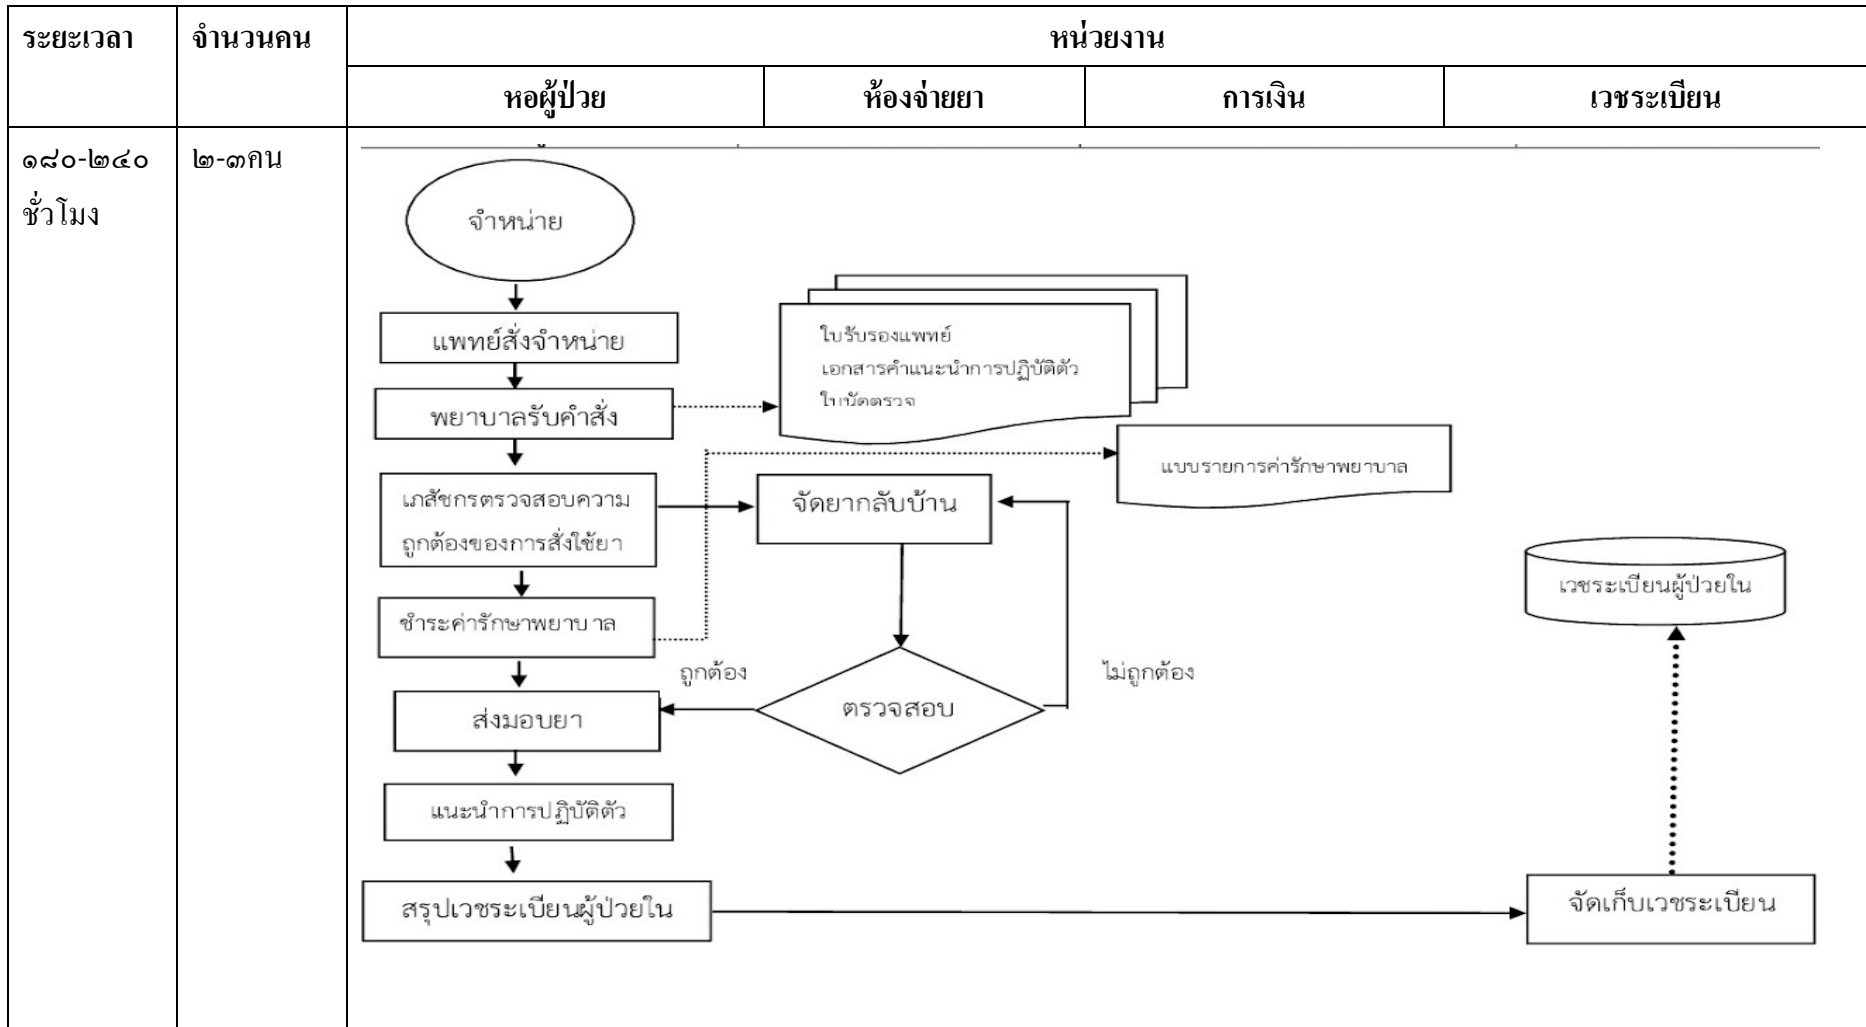 ระยะเวลา
จำนวนคน
หน่วยงาน
หอผู้ป่วย
ห้องจ่ายยา
การเงิน
เวชระเบียน
๑๘๐-๒๔๐
ชั่วโมง
๒-๓คน
จำหน่าย
แพทย์สั่งจำหน่าย
ใบรับรองแพทย์
เอกสารคำแนะนำการปฏิบัติตัว
ใบนัดตรวจ
พยาบาลรับคำสั่ง
แบบรายการค่ารักษาพยาบาล
เภสัชกรตรวจสอบความ
ถูกต้องของการสั่งใช้ยา
จัดยากลับบ้าน
เวชระเบียนผู้ป่วยใน
ชำระค่ารักษาพยาบาล
ถูกต้อง
ไม่ถูกต้อง
ส่งมอบยา
ตรวจสอบ
แนะนำการปฏิบัติตัว
สรุปเวชระเบียนผู้ป่วยใน
จัดเก็บเวชระเบียน